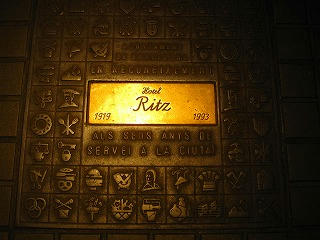 EN RECONEIXEMENT
Hotel
Ritz
1919 1993
ALS SEUS ANYS DE
SERVEI A LA CIUTAT